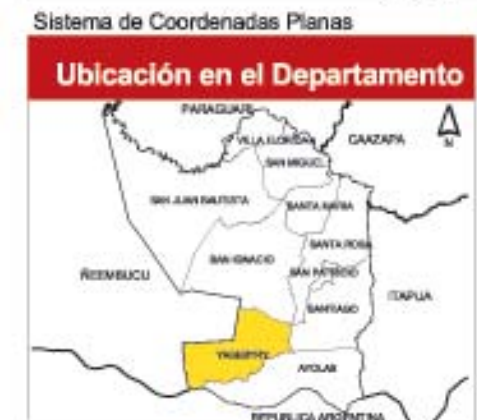 Sistema de Coordenadas Planas
Ubicación en el Departamento
PARAGUARI
VILLA FLORIDA
CAAZAPA
N
SAN MIGUEL
SAN JUAN BAUTISTA
SANTA MARIA
SANTA ROSA
SAN IGNACIO
SAN PATRICIO
ÑEEMBUCU
ITAPUA
SANTIAGO
YABEBYRY
AYOLAS
REPUBLICA ARGENTINA